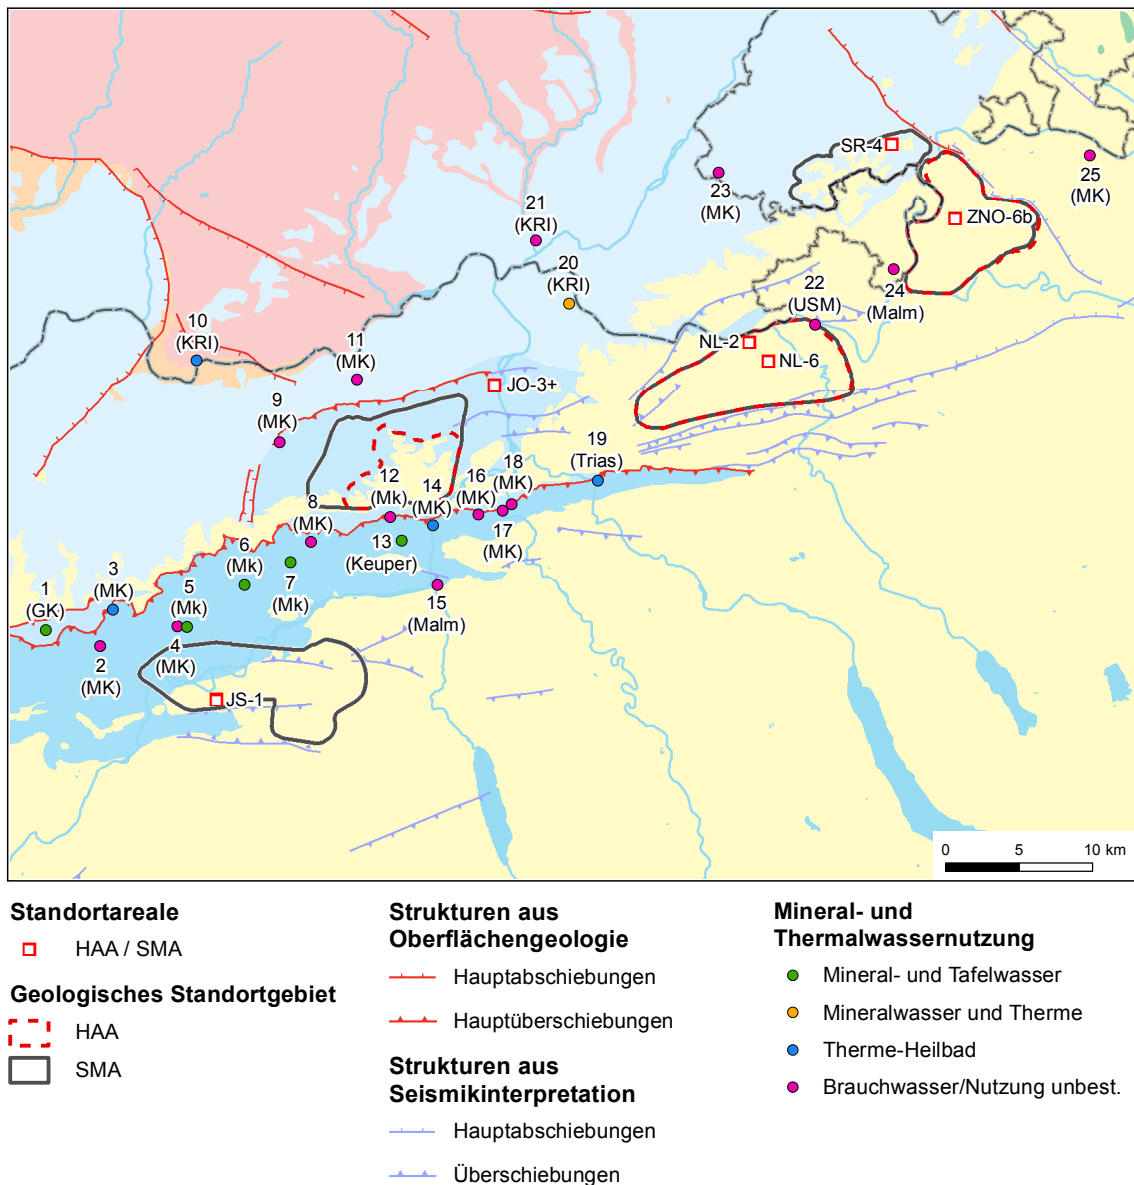 SR-4
25
(MK)
23
(MK)
ZNO-6b
21
(KRI)
20
(KRI)
24
(Malm)
22
(USM)
10
(KRI)
11
(MK)
NL-2
NL-6
JO-3+
9
(MK)
19
(Trias)
18
(MK)
16
(MK)
12
(Mk)
14
(MK)
8
(MK)
17
(MK)
13
(Keuper)
6
(Mk)
7
(Mk)
3
(MK)
5
(Mk)
1
(GK)
15
(Malm)
4
(MK)
2
(MK)
JS-1
0 5 10 km
Standortareale
HAA / SMA
Geologisches Standortgebiet
HAA
SMA
Strukturen aus
Oberflächengeologie
Hauptabschiebungen
Hauptüberschiebungen
Strukturen aus
Seismikinterpretation
Hauptabschiebungen
Überschiebungen
Mineral- und
Thermalwassernutzung
Mineral- und Tafelwasser
Mineralwasser und Therme
Therme-Heilbad
Brauchwasser/Nutzung unbest.